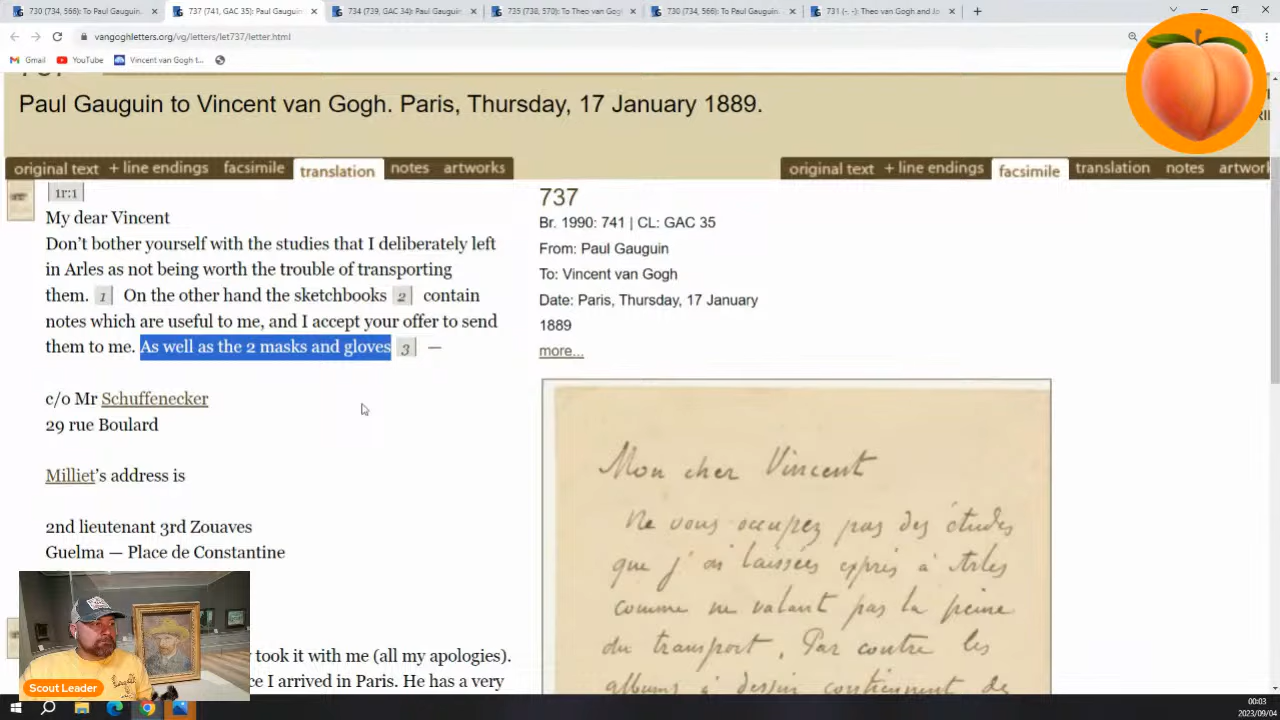 730 (734, 566): To Paul Gauguin.
737 (741, GAC 35): Paul Gauguin
734 (739, GAC 34): Paul Gauguin
735 (738, 570): To Theo van Gogh
730 (734, 566): To Paul Gauguin.
731 (-, -): Theo van Gogh and Jo
vangoghletters.org/vg/letters/let737/letter.html
Gmail YouTube Vincent van Gogh t...
737
Paul Gauguin to Vincent van Gogh. Paris, Thursday, 17 January 1889.
original text + line endings facsimile translation notes artworks
original text + line endings facsimile translation notes artwor
1r:1
My dear Vincent
Don’t bother yourself with the studies that I deliberately left
in Arles as not being worth the trouble of transporting
them. 1 On the other hand the sketchbooks 2 contain
notes which are useful to me, and I accept your offer to send
them to me. As well as the 2 masks and gloves 3 —
c/o Mr Schuffenecker
29 rue Boulard
Milliet’s address is
2nd lieutenant 3rd Zouaves
Guelma — Place de Constantine
took it with me (all my apologies).
ce I arrived in Paris. He has a very
737
Br. 1990: 741 | CL: GAC 35
From: Paul Gauguin
To: Vincent van Gogh
Date: Paris, Thursday, 17 January
1889
more...
Mon cher Vincent
Ne vous occupez pas des études
que j'ai laissées exprès à Arles
comme ne valant pas la peine
du transport. Par contre les
albums à dessin contiennent de
Scout Leader
00:03
2023/09/04